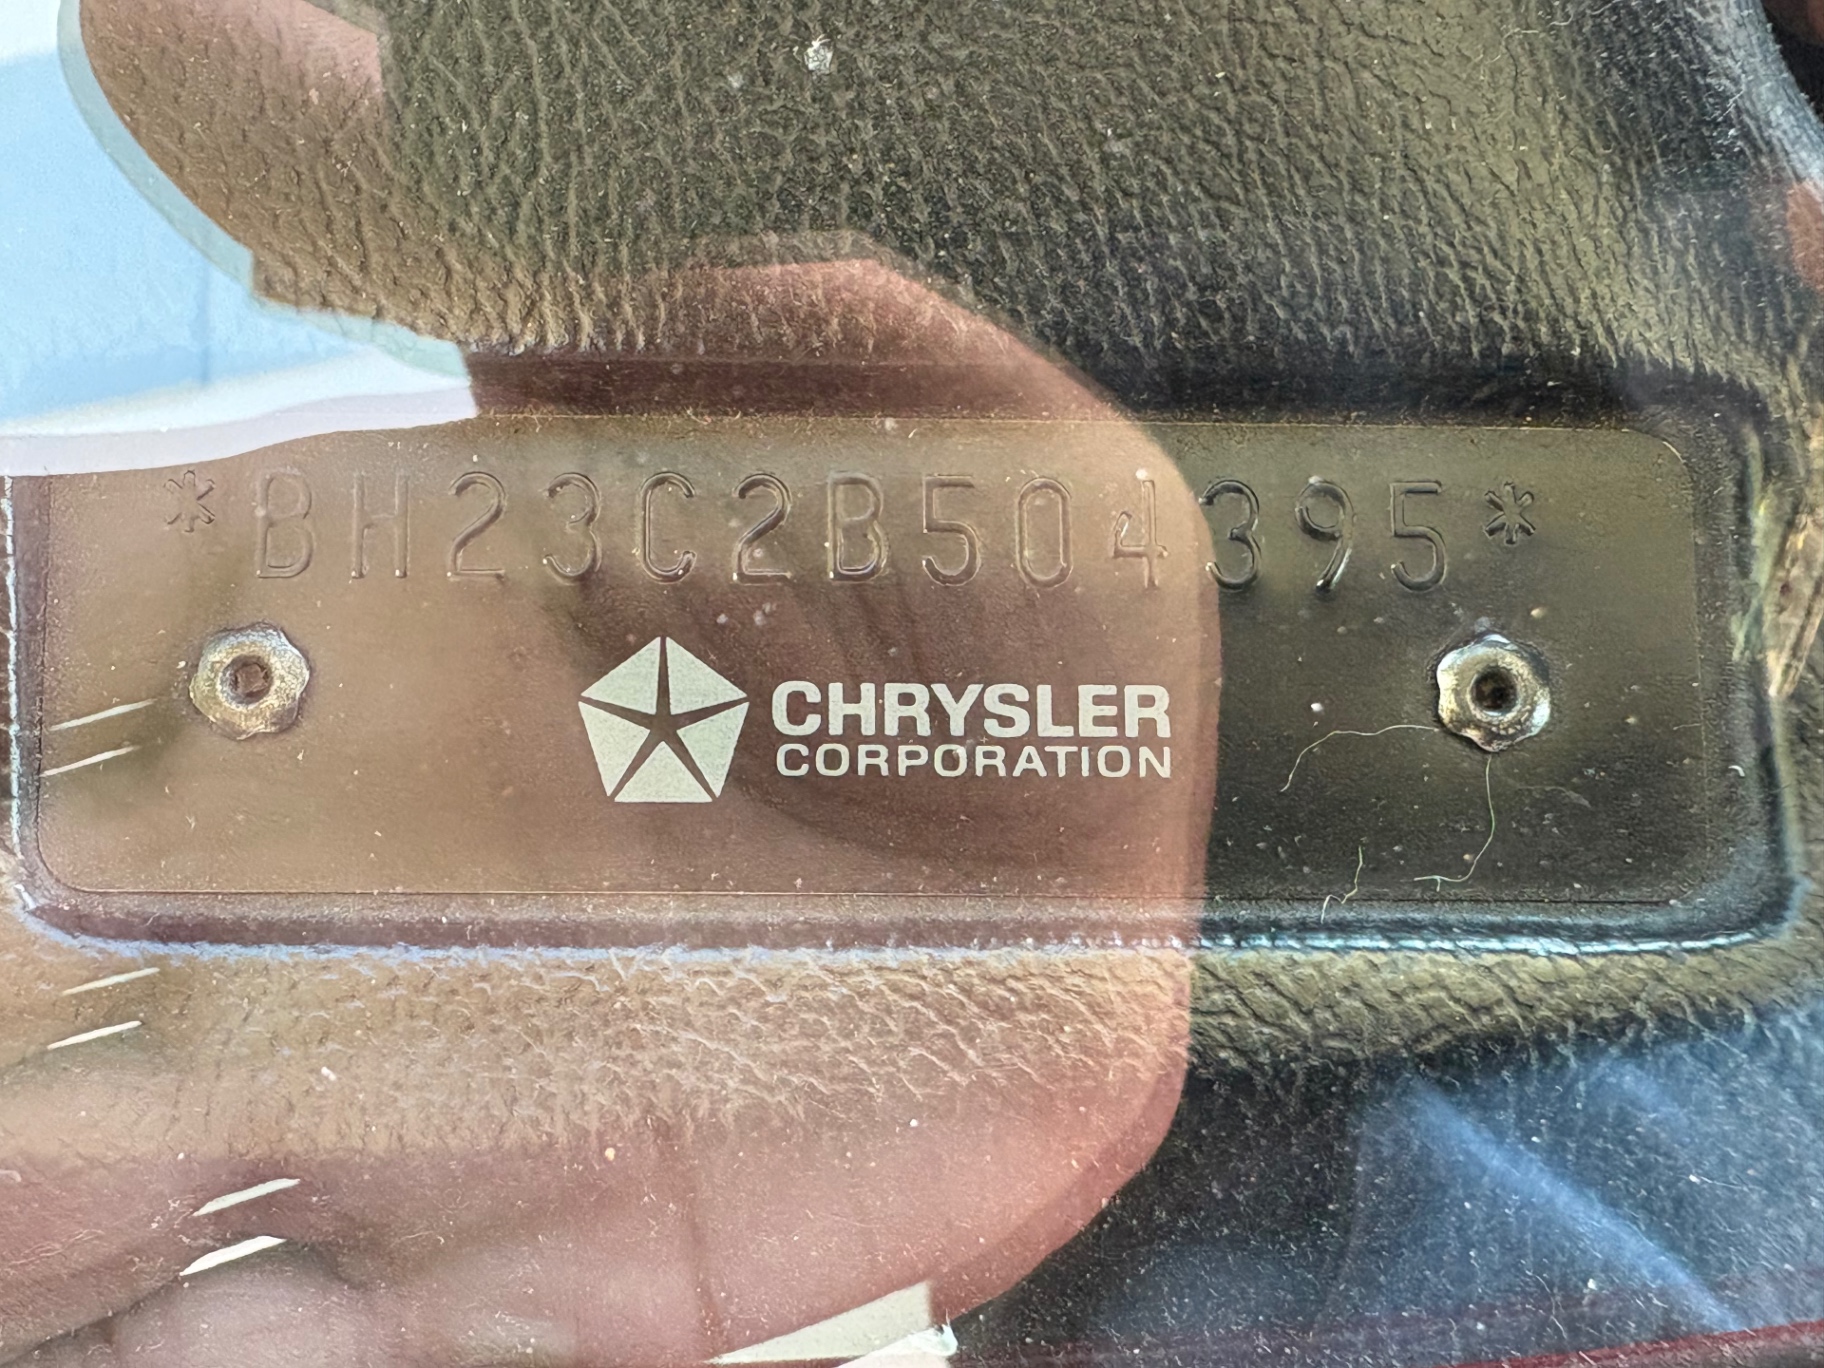 *BH23C2B504395*
CHRYSLER
CORPORATION